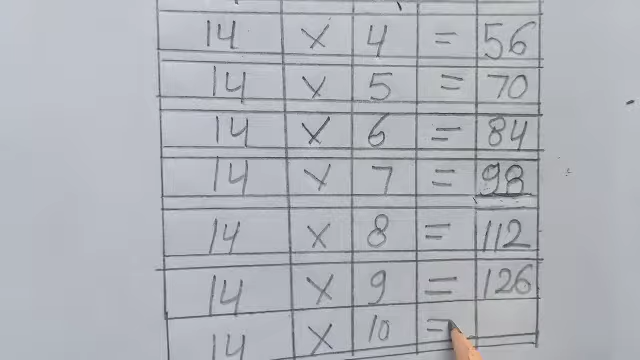 14 × 4 = 56
14 × 5 = 70
14 × 6 = 84
14 × 7 = 98
14 × 8 = 112
14 × 9 = 126
14 × 10 =